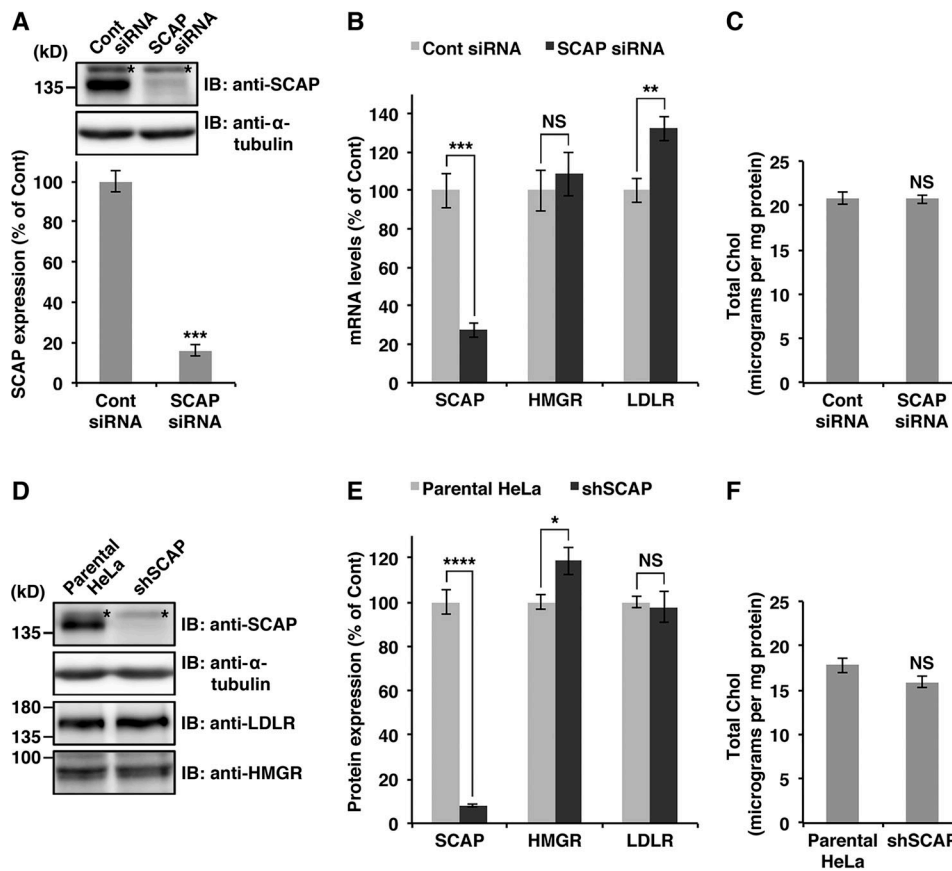 A
(kD)
Cont
siRNA
SCAP
siRNA
*
*
135
IB: anti-SCAP
IB: anti-α-
tubulin
SCAP expression (% of Cont)
120
100
80
60
40
20
0
***
Cont
siRNA
SCAP
siRNA
B
Cont siRNA
SCAP siRNA
mRNA levels (% of Cont)
140
120
100
80
60
40
20
0
***
NS
**
SCAP
HMGR
LDLR
C
Total Chol
(micrograms per mg protein)
25
20
15
10
5
0
NS
Cont
siRNA
SCAP
siRNA
D
(kD)
Parental
HeLa
shSCAP
*
*
135
IB: anti-SCAP
IB: anti-α-
tubulin
180
135
IB: anti-LDLR
100
IB: anti-HMGR
E
Parental HeLa
shSCAP
Protein expression (% of Cont)
120
100
80
60
40
20
0
****
*
NS
SCAP
HMGR
LDLR
F
Total Chol
(micrograms per mg protein)
25
20
15
10
5
0
NS
Parental
HeLa
shSCAP